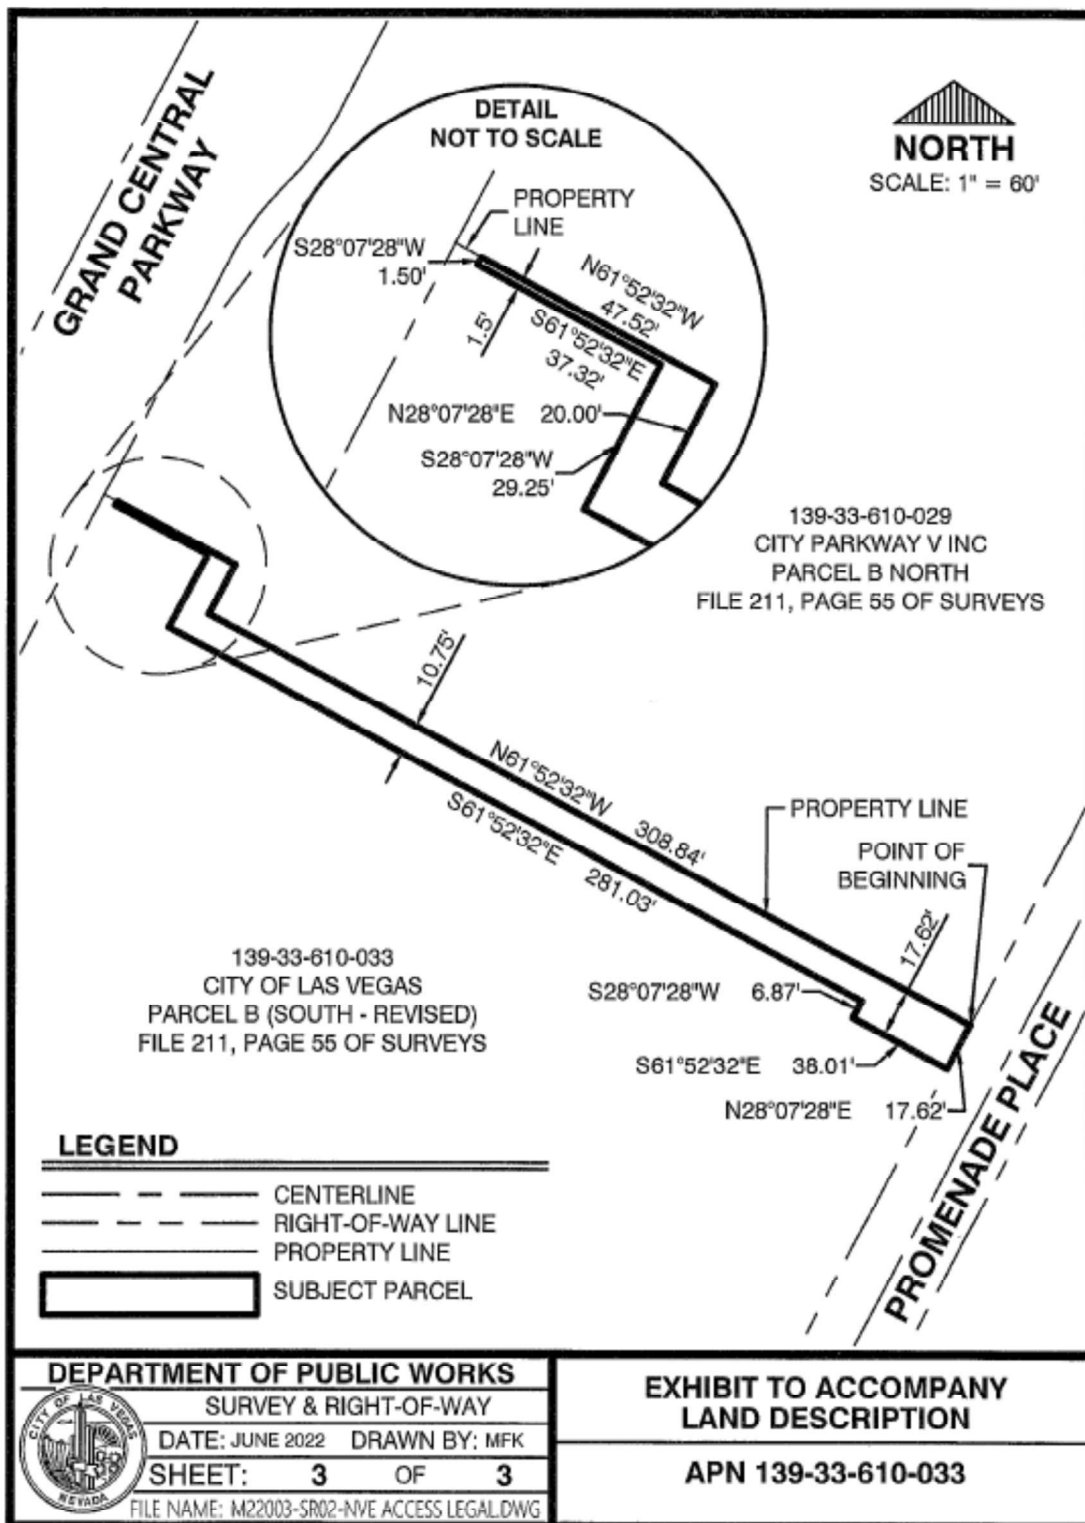 GRAND CENTRAL
PARKWAY
DETAIL
NOT TO SCALE
NORTH
SCALE: 1" = 60'
PROPERTY
LINE
S28°07'28"W
1.50'
N61°52'32"W
47.52'
1.5'
S61°52'32"E
37.32'
N28°07'28"E 20.00'
S28°07'28"W
29.25'
139-33-610-029
CITY PARKWAY V INC
PARCEL B NORTH
FILE 211, PAGE 55 OF SURVEYS
10.75'
N61°52'32"W 308.84'
S61°52'32"E 281.03'
PROPERTY LINE
POINT OF
BEGINNING
17.62'
139-33-610-033
CITY OF LAS VEGAS
PARCEL B (SOUTH - REVISED)
FILE 211, PAGE 55 OF SURVEYS
S28°07'28"W 6.87'
S61°52'32"E 38.01'
N28°07'28"E 17.62'
PROMENADE PLACE
LEGEND
CENTERLINE
RIGHT-OF-WAY LINE
PROPERTY LINE
SUBJECT PARCEL
DEPARTMENT OF PUBLIC WORKS
CITY OF LAS VEGAS
NEVADA
SURVEY & RIGHT-OF-WAY
DATE: JUNE 2022 DRAWN BY: MFK
SHEET: 3 OF 3
FILE NAME: M22003-SR02-NVE ACCESS LEGAL.DWG
EXHIBIT TO ACCOMPANY
LAND DESCRIPTION
APN 139-33-610-033